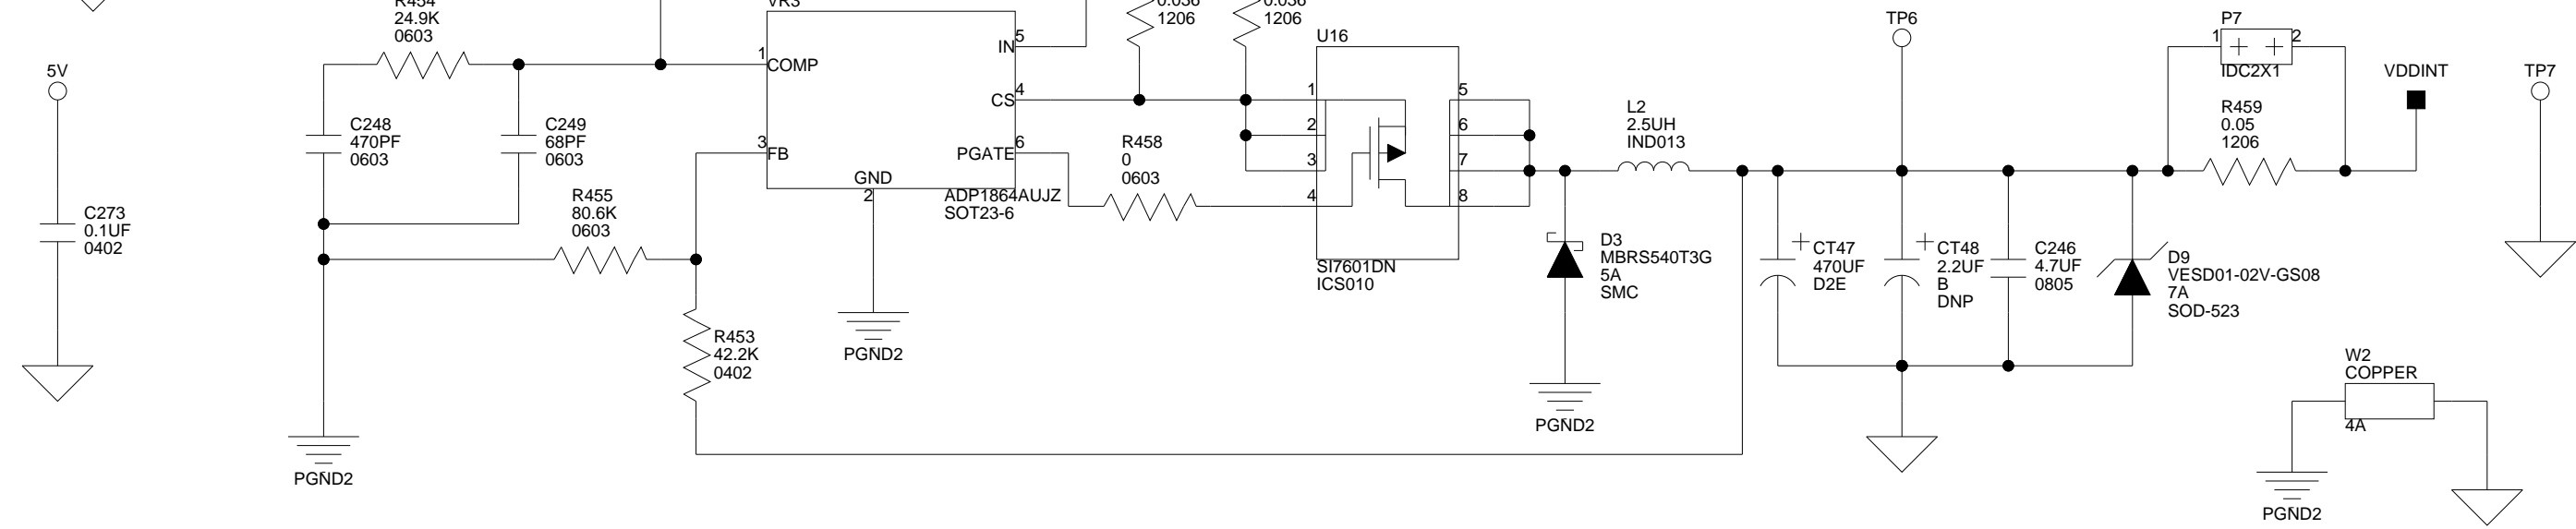 R454
24.9K
0603
5V
C248
470PF
0603
C249
68PF
0603
C273
0.1UF
0402
R455
80.6K
0603
PGND2
R453
42.2K
0402
VR3
1
COMP
3
FB
IN
5
CS
4
PGATE
6
GND
2
ADP1864AUJZ
SOT23-6
PGND2
0.036
1206
0.036
1206
R458
0
0603
U16
1
2
3
4
5
6
7
8
SI7601DN
ICS010
D3
MBRS540T3G
5A
SMC
PGND2
L2
2.5UH
IND013
TP6
CT47
470UF
D2E
CT48
2.2UF
B
DNP
C246
4.7UF
0805
D9
VESD01-02V-GS08
7A
SOD-523
P7
1
2
IDC2X1
R459
0.05
1206
VDDINT
TP7
W2
COPPER
4A
PGND2